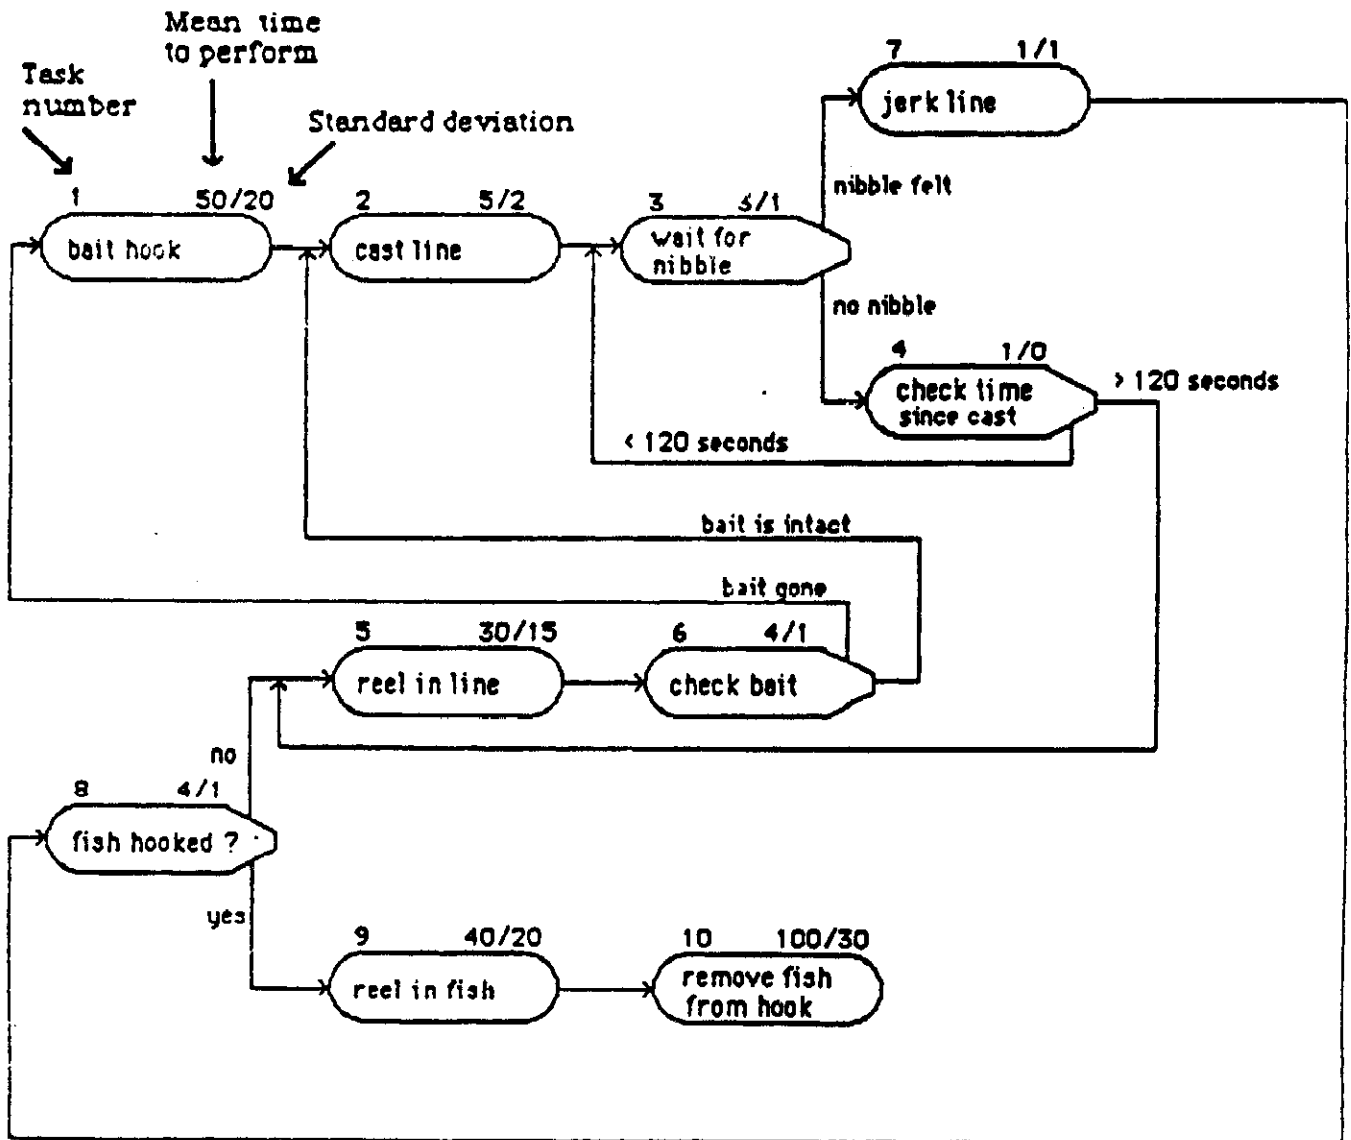 Mean time
to perform
Task
number
Standard deviation
7 1/1
jerk line
nibble felt
1 50/20
bait hook
2 5/2
cast line
3 3/1
wait for
nibble
no nibble
4 1/0
check time
since cast
> 120 seconds
< 120 seconds
bait is intact
bait gone
5 30/15
reel in line
6 4/1
check bait
no
8 4/1
fish hooked ?
yes
9 40/20
reel in fish
10 100/30
remove fish
from hook